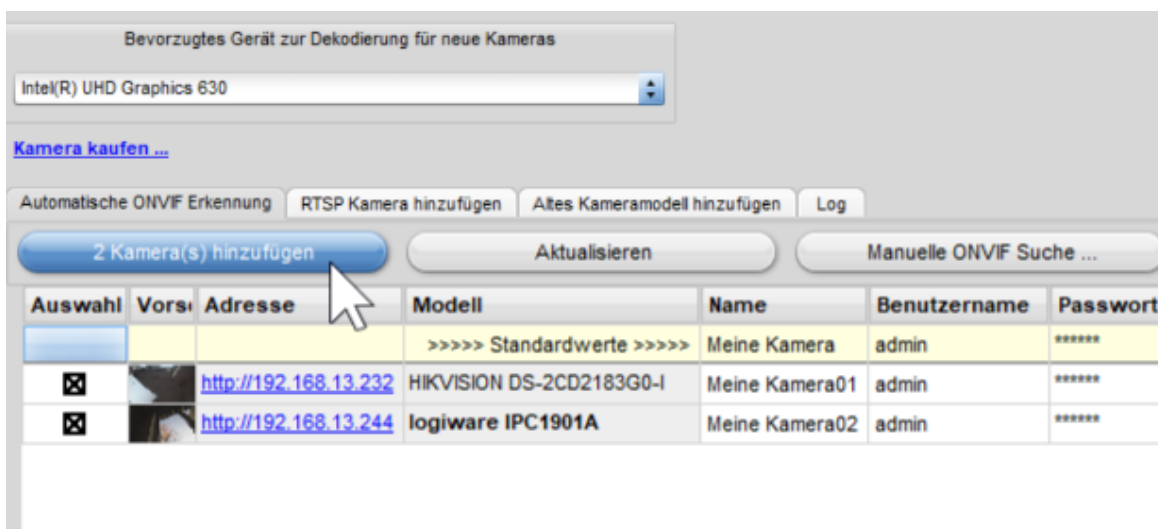 Bevorzugtes Gerät zur Dekodierung für neue Kameras
Intel(R) UHD Graphics 630
Kamera kaufen ...
Automatische ONVIF Erkennung RTSP Kamera hinzufügen Altes Kameramodell hinzufügen Log
2 Kamera(s) hinzufügen Aktualisieren Manuelle ONVIF Suche ...
Auswahl Adresse Modell Name Benutzername Passwort
>>>>> Standardwerte >>>>> Meine Kamera admin ******
http://192.168.13.232 HIKVISION DS-2CD2183G0-I Meine Kamera01 admin ******
http://192.168.13.244 logiware IPC1901A Meine Kamera02 admin ******